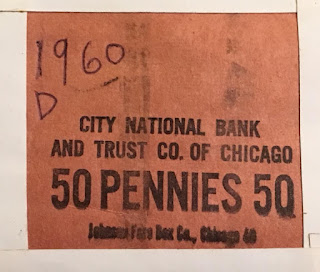 1960
D
CITY NATIONAL BANK
AND TRUST CO. OF CHICAGO
50 PENNIES 50
Johnson Fare Box Co., Chicago 40